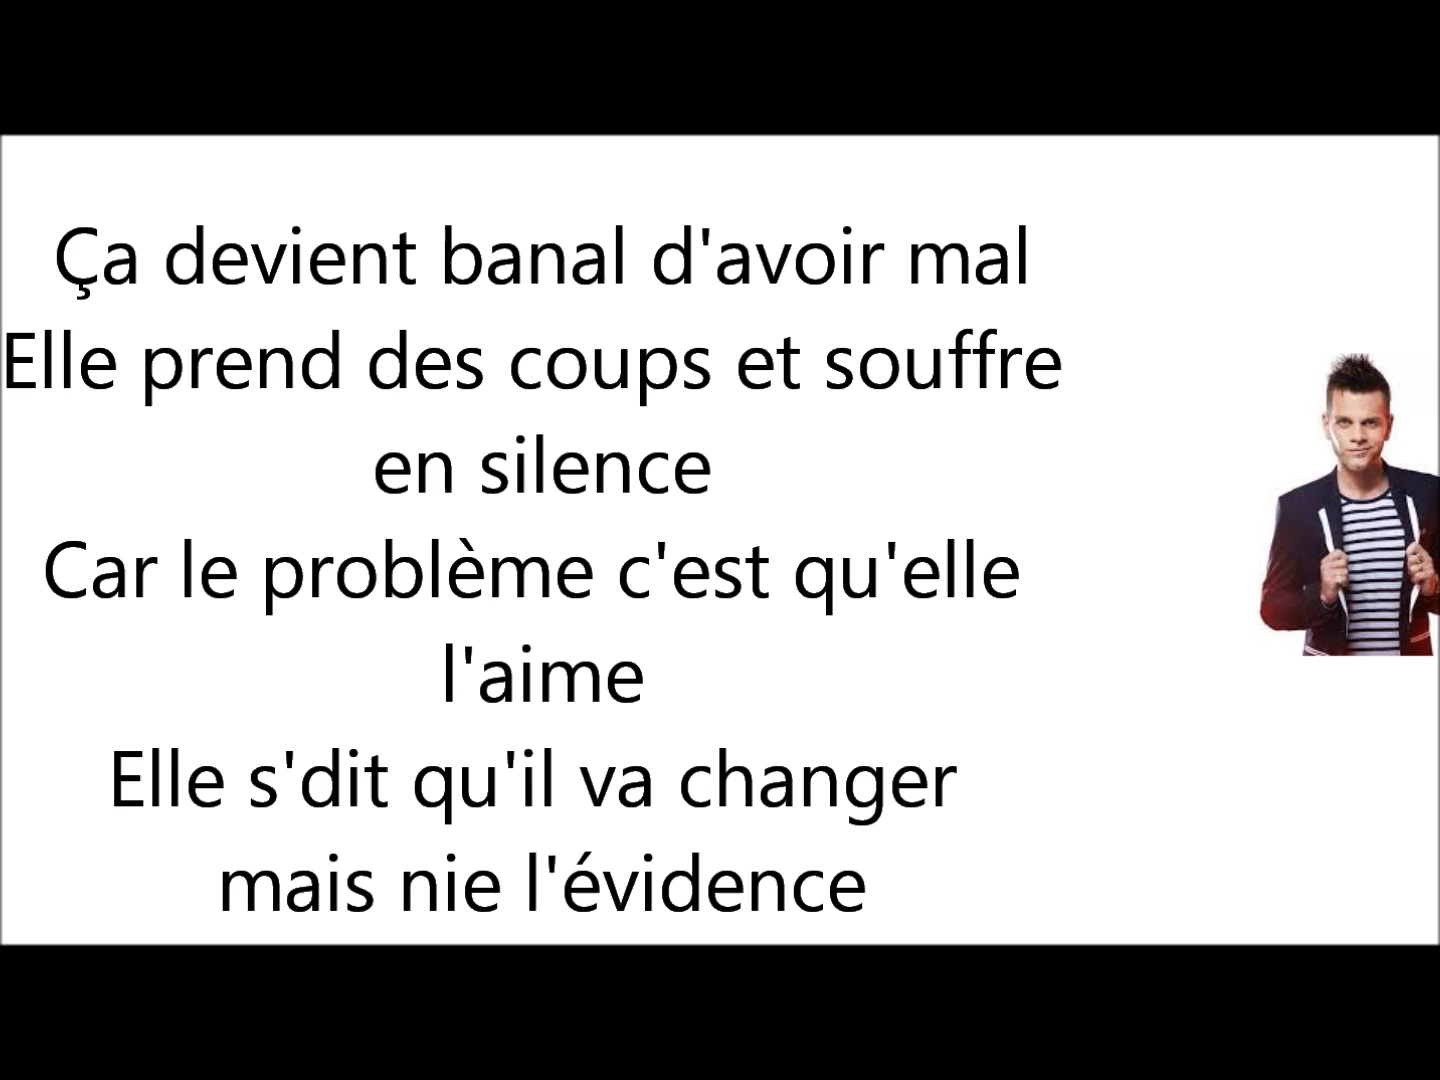 Ça devient banal d'avoir mal
Elle prend des coups et souffre
en silence
Car le problème c'est qu'elle
l'aime
Elle s'dit qu'il va changer
mais nie l'évidence